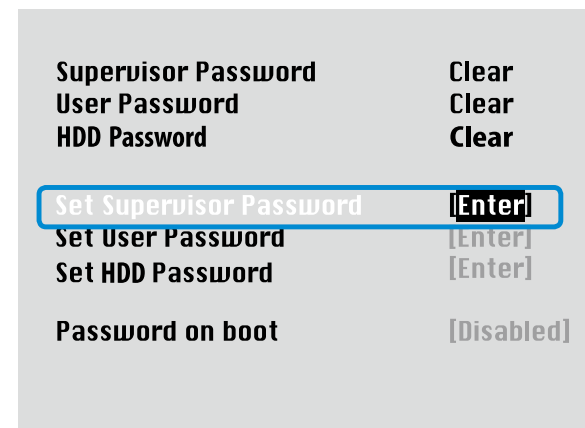 Supervisor Password Clear
User Password Clear
HDD Password Clear
Set Supervisor Password [Enter]
Set User Password [Enter]
Set HDD Password [Enter]
Password on boot [Disabled]